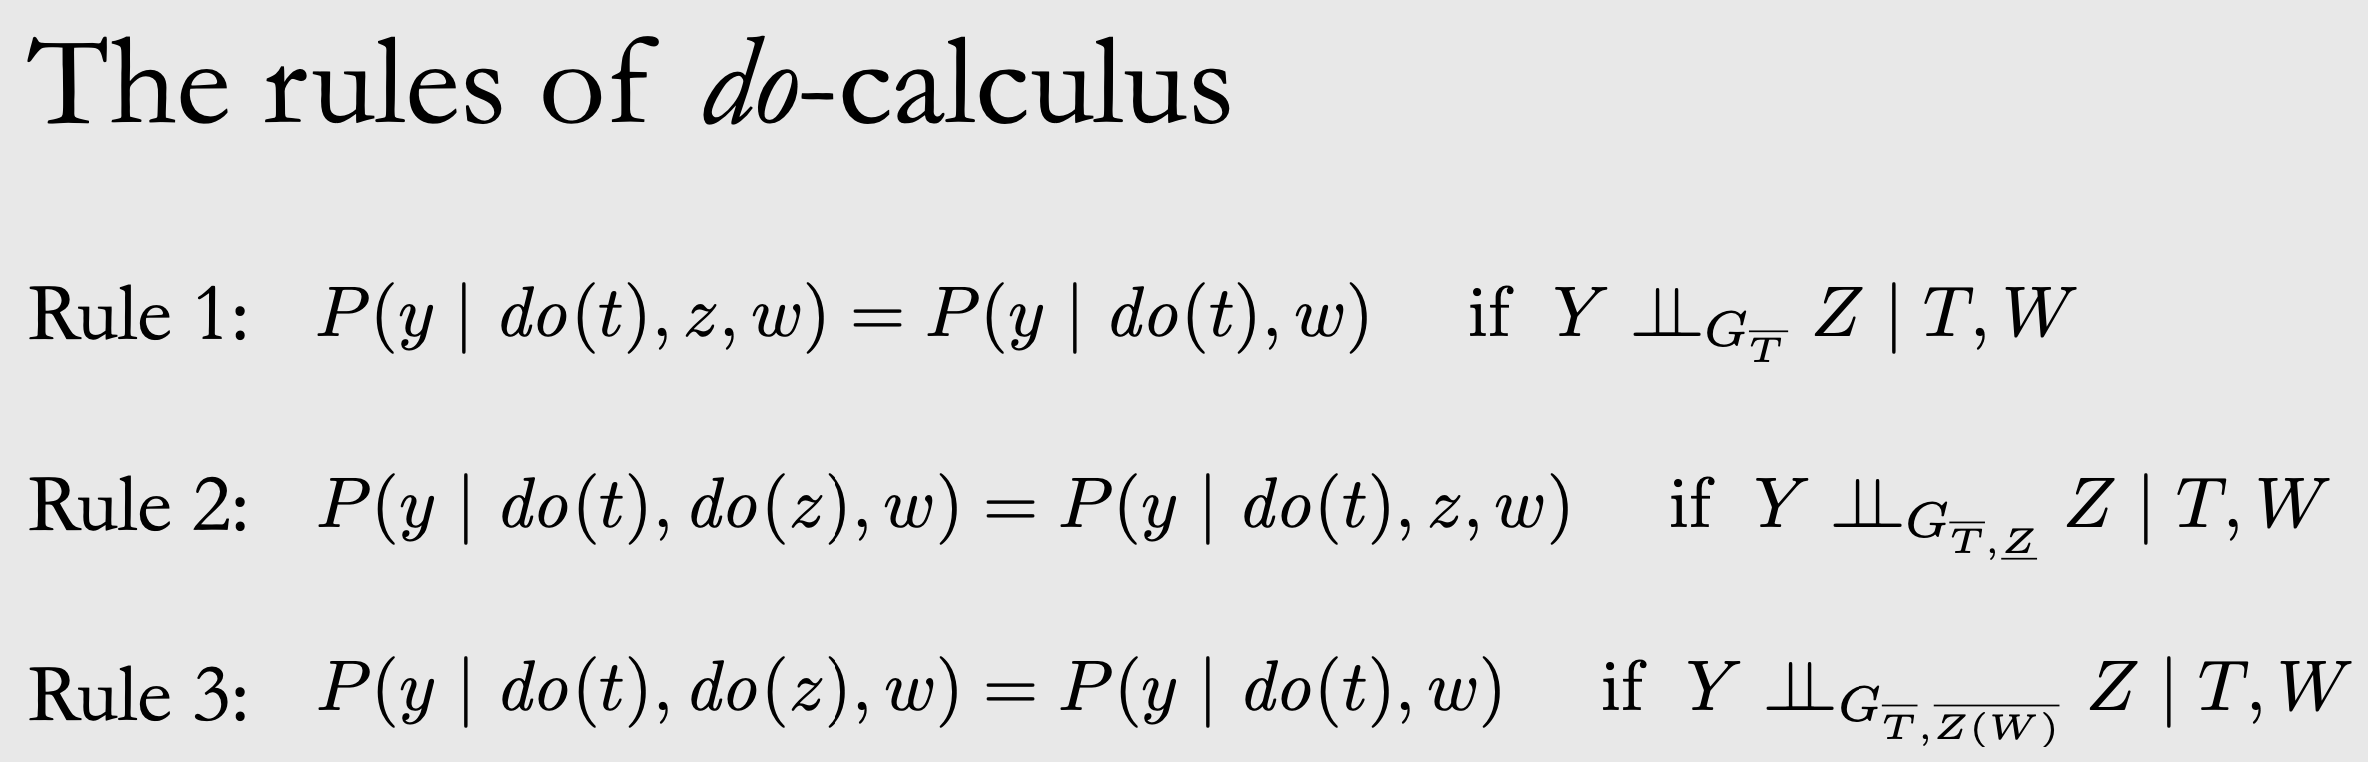 The rules of do-calculus
Rule 1: P(y | do(t), z, w) = P(y | do(t), w) if Y ⫫_{G_{\overline{T}}} Z | T, W
Rule 2: P(y | do(t), do(z), w) = P(y | do(t), z, w) if Y ⫫_{G_{\overline{T}, \underline{Z}}} Z | T, W
Rule 3: P(y | do(t), do(z), w) = P(y | do(t), w) if Y ⫫_{G_{\overline{T}, \overline{Z(W)}}} Z | T, W